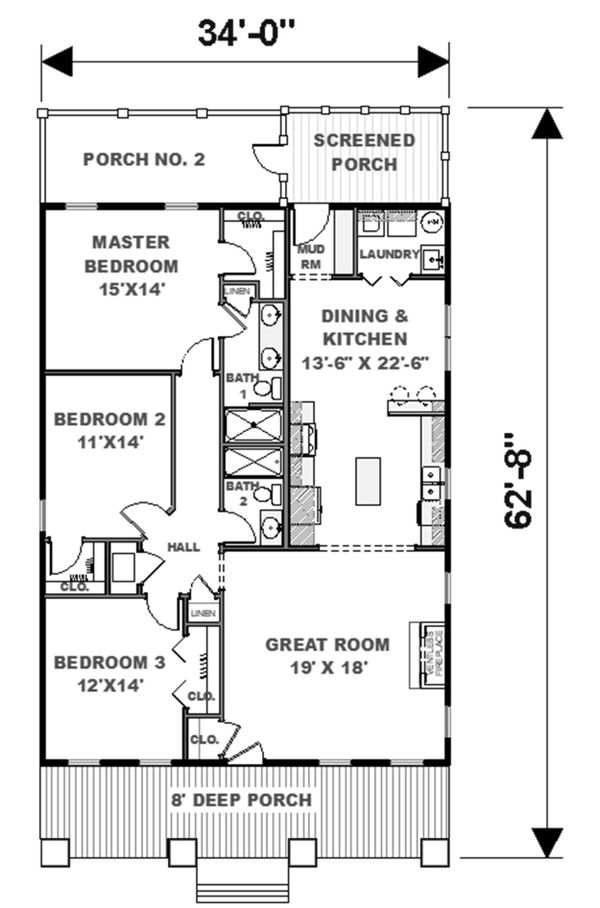 34'-0"
PORCH NO. 2
SCREENED
PORCH
CLO.
MASTER
BEDROOM
15'X14'
MUD
RM
LAUNDRY
LINEN
DINING &
KITCHEN
13'-6" X 22'-6"
BATH
1
BEDROOM 2
11'X14'
62'-8"
BATH
2
HALL
CLO.
LINEN
GREAT ROOM
19' X 18'
VENTLESS
FIREPLACE
BEDROOM 3
12'X14'
CLO.
CLO.
8' DEEP PORCH